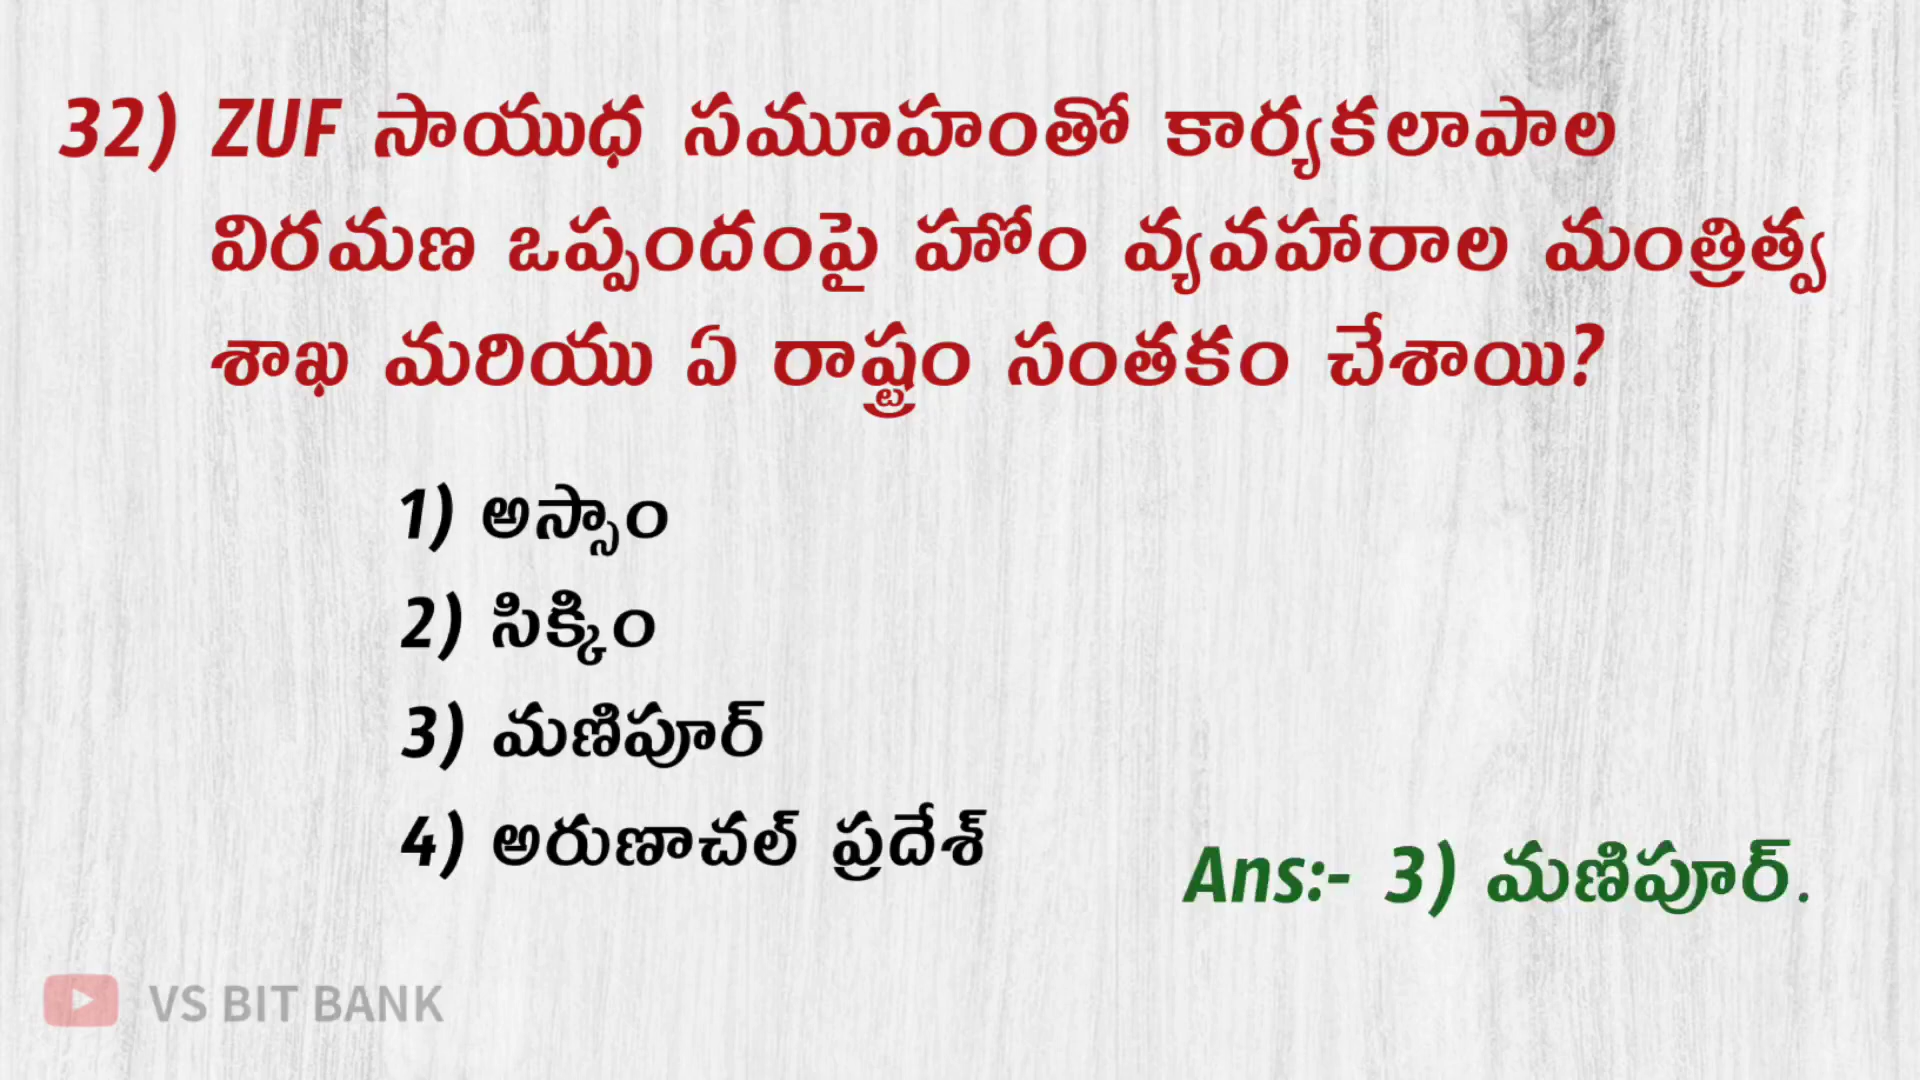 32) ZUF సాయుధ సమూహంతో కార్యకలాపాల
విరమణ ఒప్పందంపై హోం వ్యవహారాల మంత్రిత్వ
శాఖ మరియు ఏ రాష్ట్రం సంతకం చేశాయి?
1) అస్సాం
2) సిక్కిం
3) మణిపూర్
4) అరుణాచల్ ప్రదేశ్
Ans:- 3) మణిపూర్.
VS BIT BANK